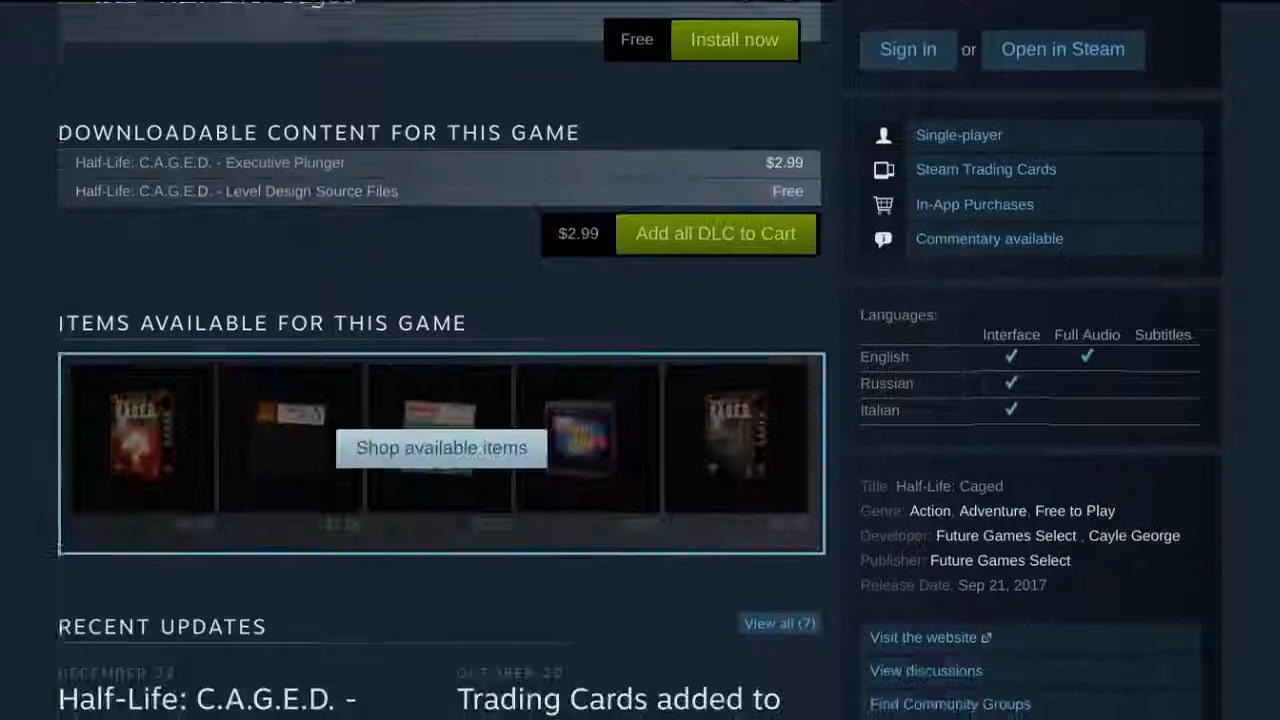 Free Install now
DOWNLOADABLE CONTENT FOR THIS GAME
Half-Life: C.A.G.E.D. - Executive Plunger $2.99
Half-Life: C.A.G.E.D. - Level Design Source Files Free
$2.99 Add all DLC to Cart
ITEMS AVAILABLE FOR THIS GAME
Shop available items
RECENT UPDATES View all (7)
Half-Life: C.A.G.E.D. -
Trading Cards added to
Sign in or Open in Steam
Single-player
Steam Trading Cards
In-App Purchases
Commentary available
Languages:
Interface Full Audio Subtitles
English ✔ ✔
Russian ✔
Italian ✔
Title: Half-Life: Caged
Genre: Action, Adventure, Free to Play
Developer: Future Games Select , Cayle George
Publisher: Future Games Select
Release Date: Sep 21, 2017
Visit the website
View discussions
Find Community Groups